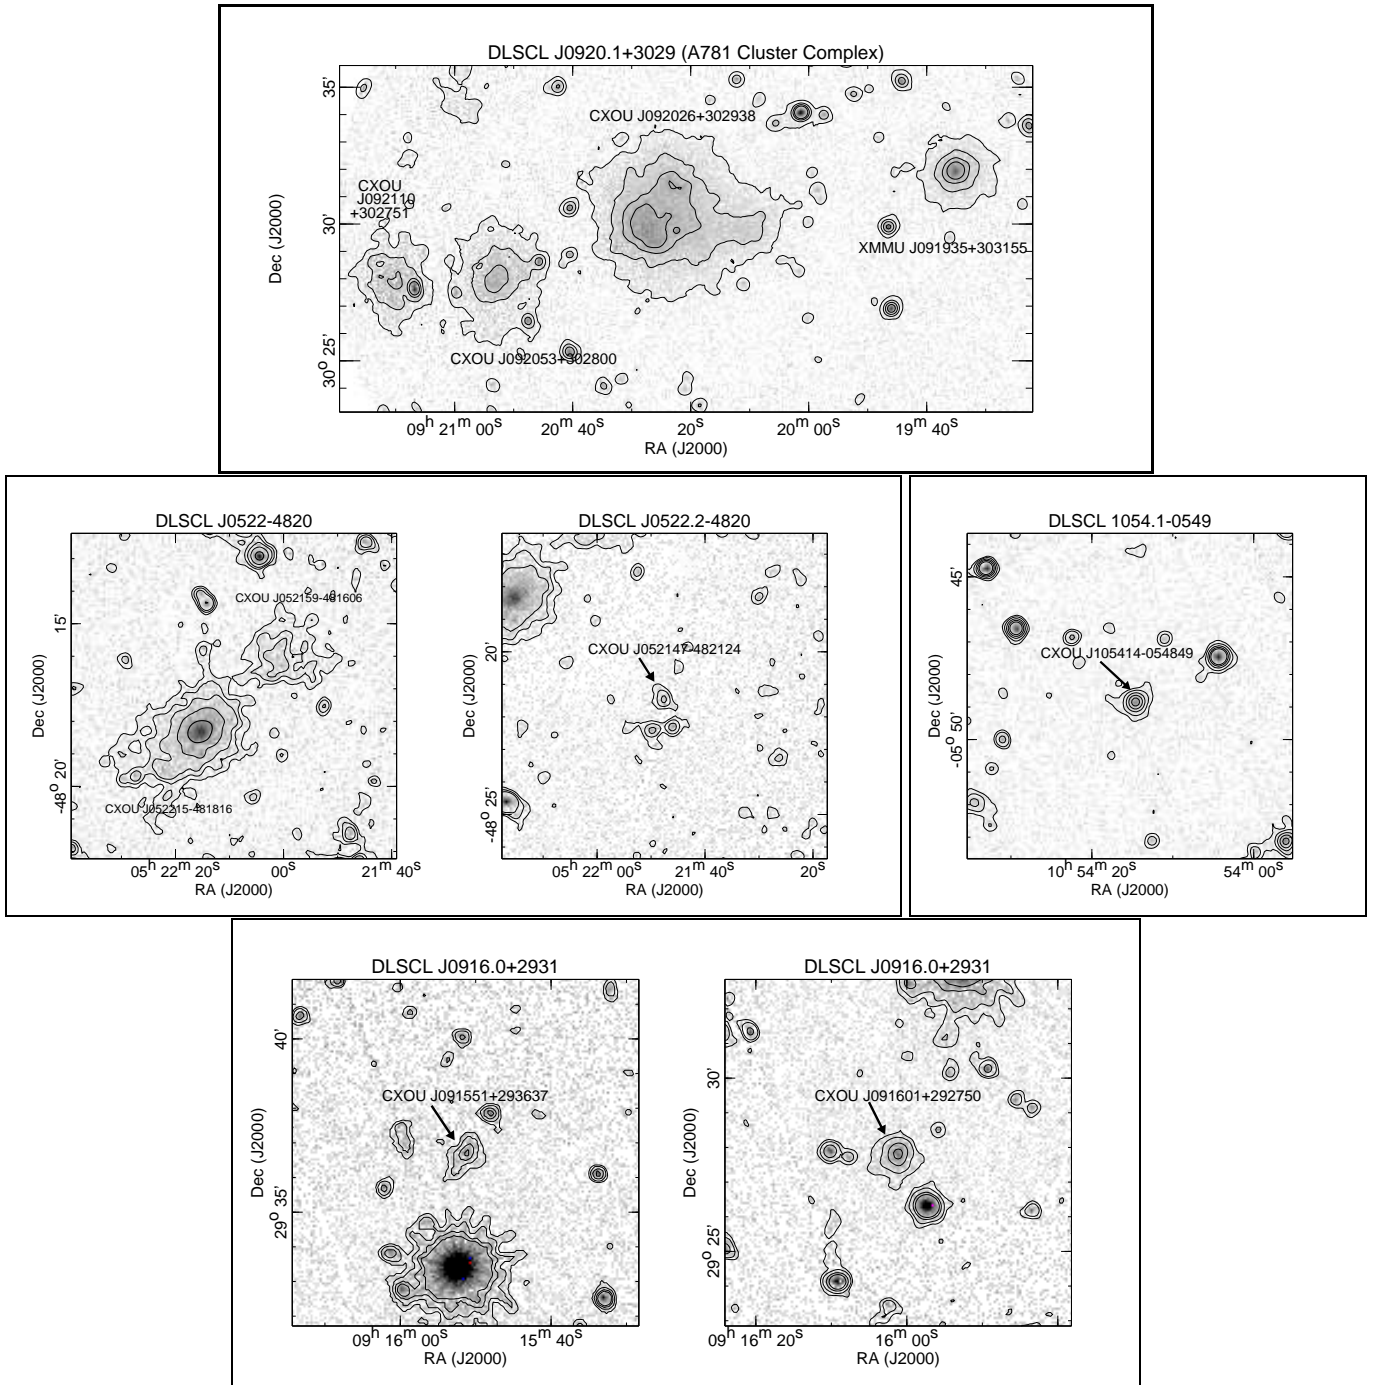 DLSCL J0920.1+3029 (A781 Cluster Complex)
35'
CXOU J092026+302938
CXOU
J092110
+302751
30'
XMMU J091935+303155
CXOU J092053+302800
30° 25'
Dec (J2000)
09h 21m 00s
20m 40s
20s
20m 00s
19m 40s
RA (J2000)
DLSCL J0522-4820
CXOU J052159-481606
15'
-48° 20'
CXOU J052215-481816
Dec (J2000)
05h 22m 20s
00s
21m 40s
RA (J2000)
DLSCL J0522.2-4820
20'
CXOU J052147-482124
-48° 25'
Dec (J2000)
05h 22m 00s
21m 40s
20s
RA (J2000)
DLSCL 1054.1-0549
45'
CXOU J105414-054849
-05° 50'
Dec (J2000)
10h 54m 20s
54m 00s
RA (J2000)
DLSCL J0916.0+2931
40'
CXOU J091551+293637
29° 35'
Dec (J2000)
09h 16m 00s
15m 40s
RA (J2000)
DLSCL J0916.0+2931
30'
CXOU J091601+292750
29° 25'
Dec (J2000)
09h 16m 20s
16m 00s
RA (J2000)